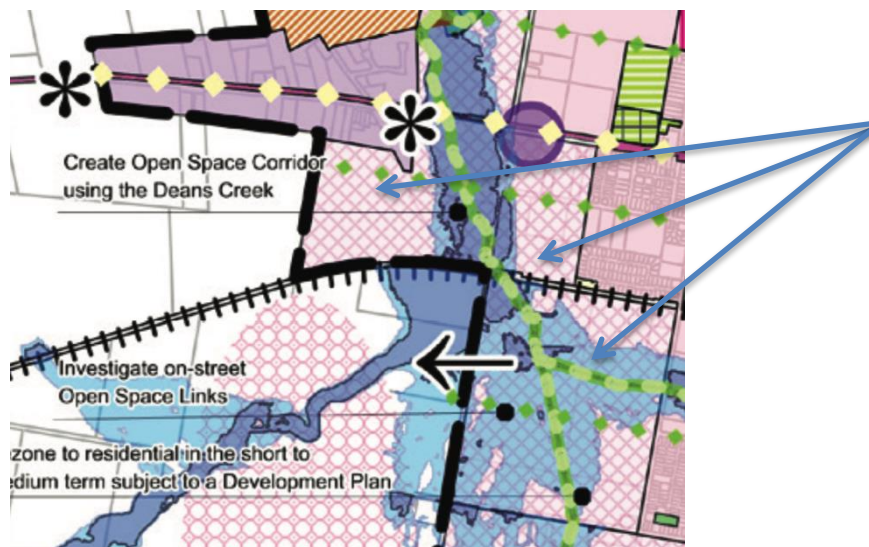 Create Open Space Corridor
using the Deans Creek
Investigate on-street
Open Space Links
zone to residential in the short to
edium term subject to a Development Plan